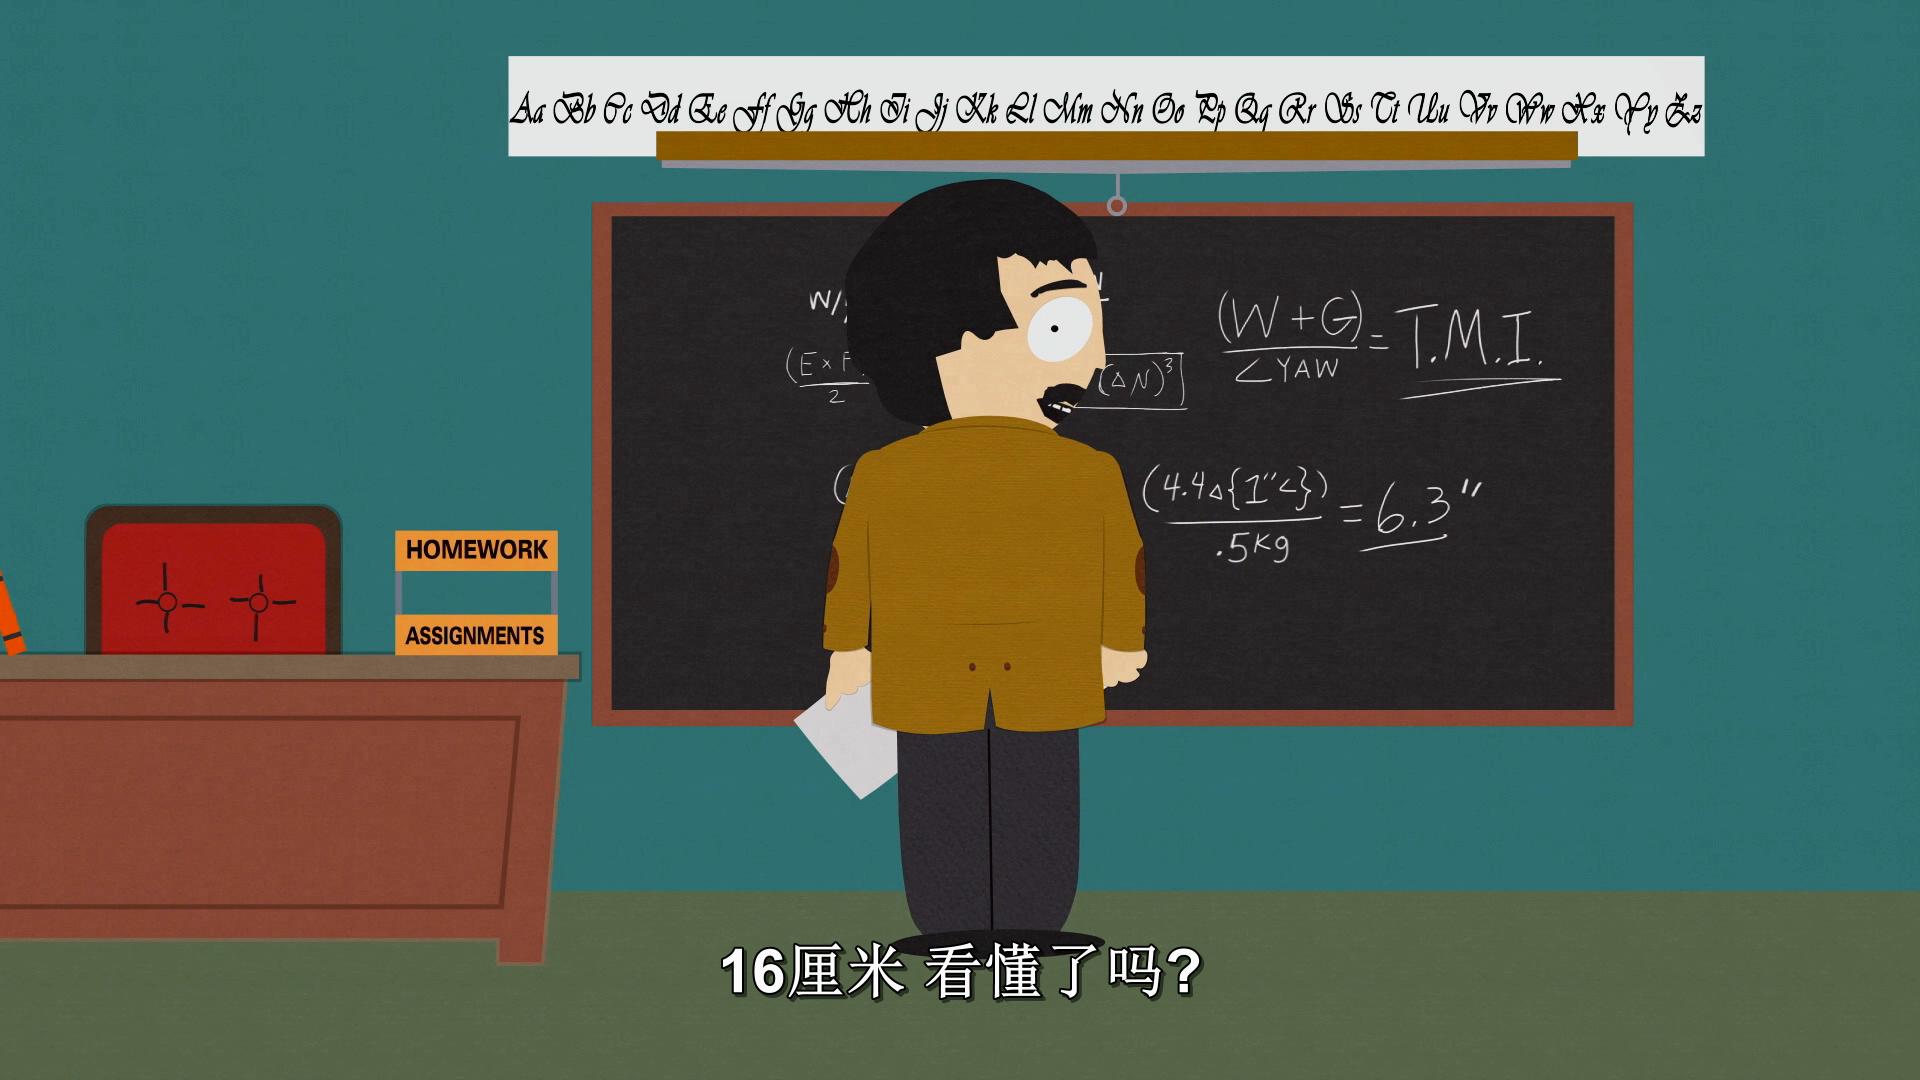 Aa Bb Cc Dd Ee Ff Gg Hh Ii Jj Kk Ll Mm Nn Oo Pp Qq Rr Ss Tt Uu Vv Ww Xx Yy Zz
W/
(E x F
2
(ΔN)³
(W + G)
∠ YAW
= T.M.I.
(4.4Δ{1"∠})
.5Kg
= 6.3"
HOMEWORK
ASSIGNMENTS
16厘米 看懂了吗?